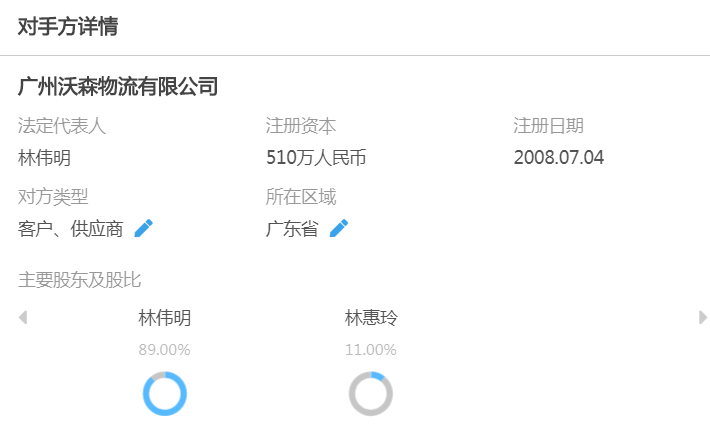 对手方详情
广州沃森物流有限公司
法定代表人 注册资本 注册日期
林伟明 510万人民币 2008.07.04
对方类型 所在区域
客户、供应商 广东省
主要股东及股比
林伟明 林惠玲
89.00% 11.00%